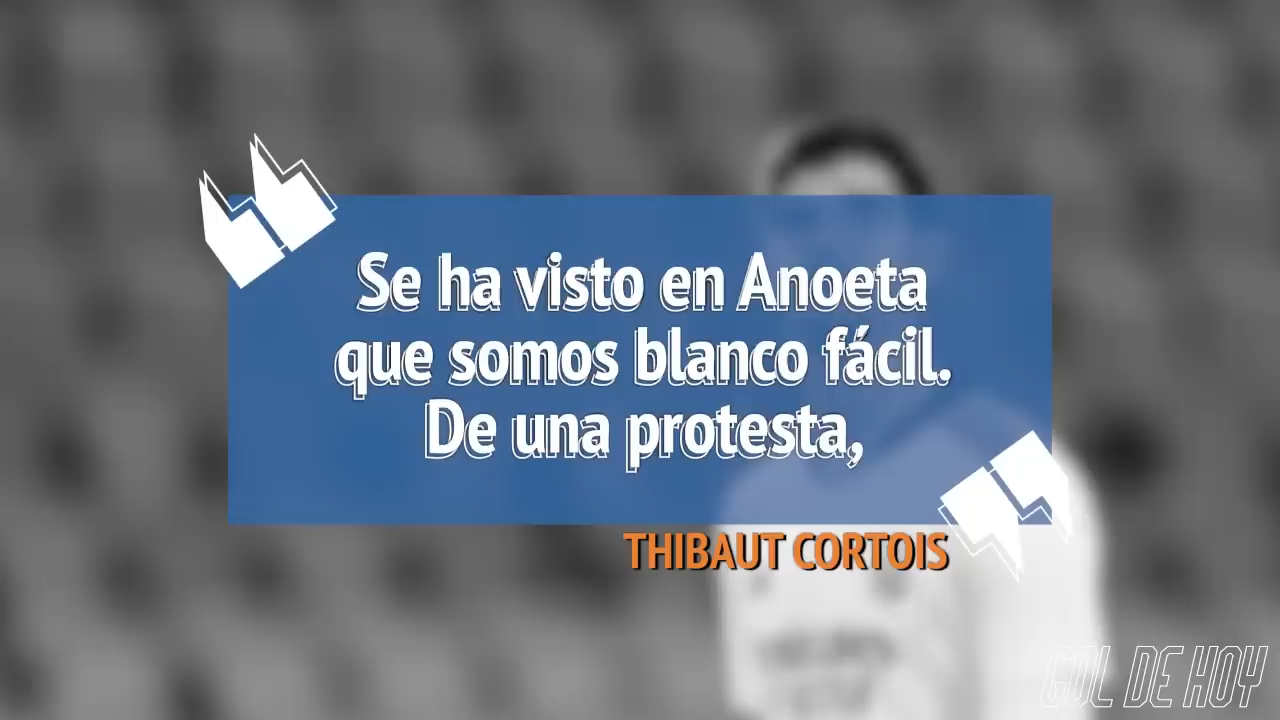 Se ha visto en Anoeta
que somos blanco fácil.
De una protesta,
THIBAUT CORTOIS
GOL DE HOY